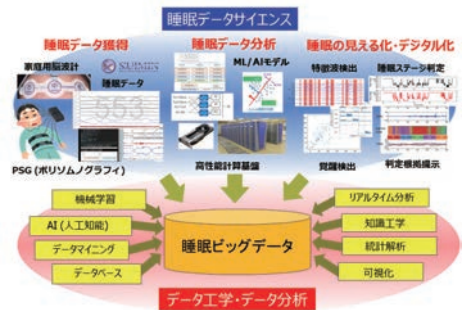 睡眠データサイエンス
睡眠データ獲得
睡眠データ分析
睡眠の見える化・デジタル化
家庭用脳波計
睡眠データ
ML/AIモデル
特徴波検出
睡眠ステージ判定
PSG (ポリソムノグラフィ)
高性能計算基盤
覚醒検出
判定根拠提示
機械学習
AI (人工知能)
データマイニング
データベース
睡眠ビッグデータ
リアルタイム分析
知識工学
統計解析
可視化
データ工学・データ分析